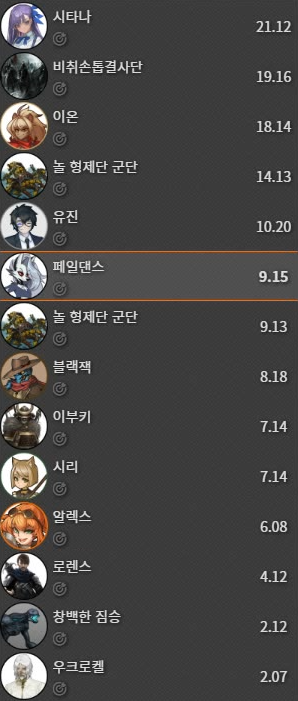 시타나
21.12
비취손톱결사단
19.16
이온
18.14
놀 형제단 군단
14.13
유진
10.20
페일댄스
9.15
놀 형제단 군단
9.13
블랙잭
8.18
이부키
7.14
시리
7.14
알렉스
6.08
로렌스
4.12
창백한 짐승
2.12
우크로켈
2.07